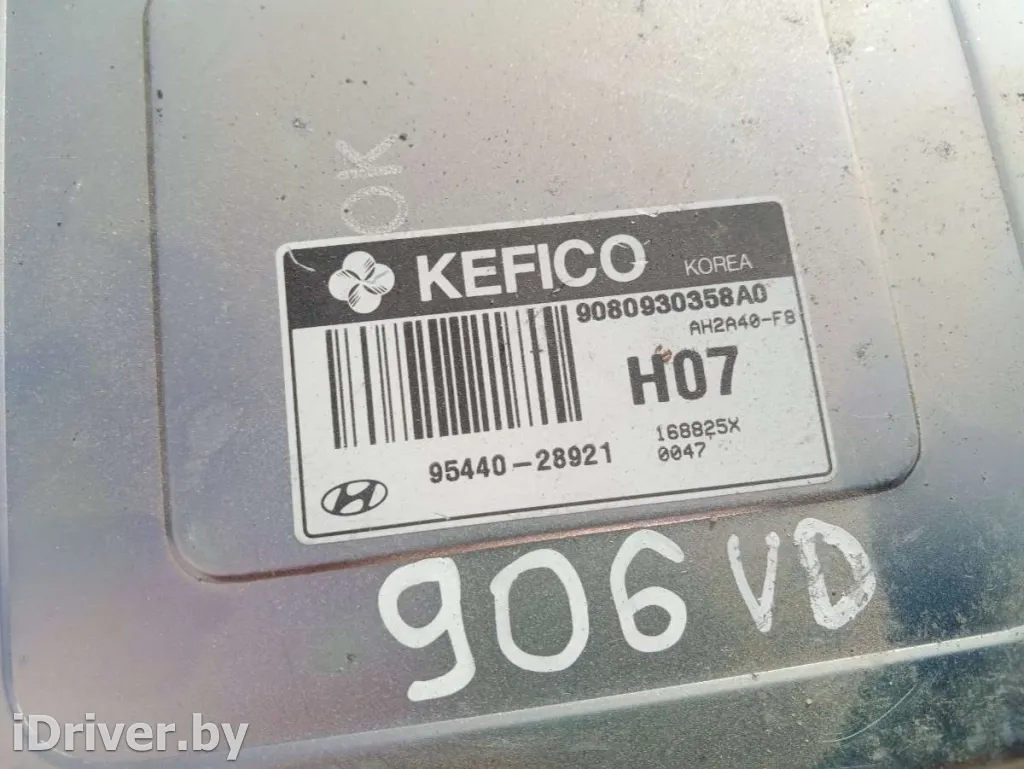 OK
KEFICO KOREA
9080930358A0
AH2A40-F8
H07
168825X
0047
95440-28921
906 VD
iDriver.by